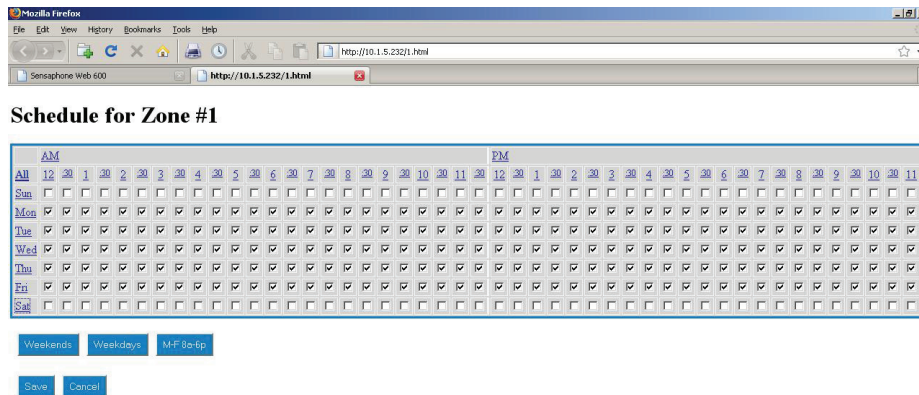 Mozilla Firefox
File Edit View History Bookmarks Tools Help
http://10.1.5.232/1.html
Sensaphone Web 600 http://10.1.5.232/1.html
Schedule for Zone #1
AM PM
All 12 :30 1 :30 2 :30 3 :30 4 :30 5 :30 6 :30 7 :30 8 :30 9 :30 10 :30 11 :30 12 :30 1 :30 2 :30 3 :30 4 :30 5 :30 6 :30 7 :30 8 :30 9 :30 10 :30 11
Sun
Mon
Tue
Wed
Thu
Fri
Sat
Weekends Weekdays M-F 8a-6p
Save Cancel